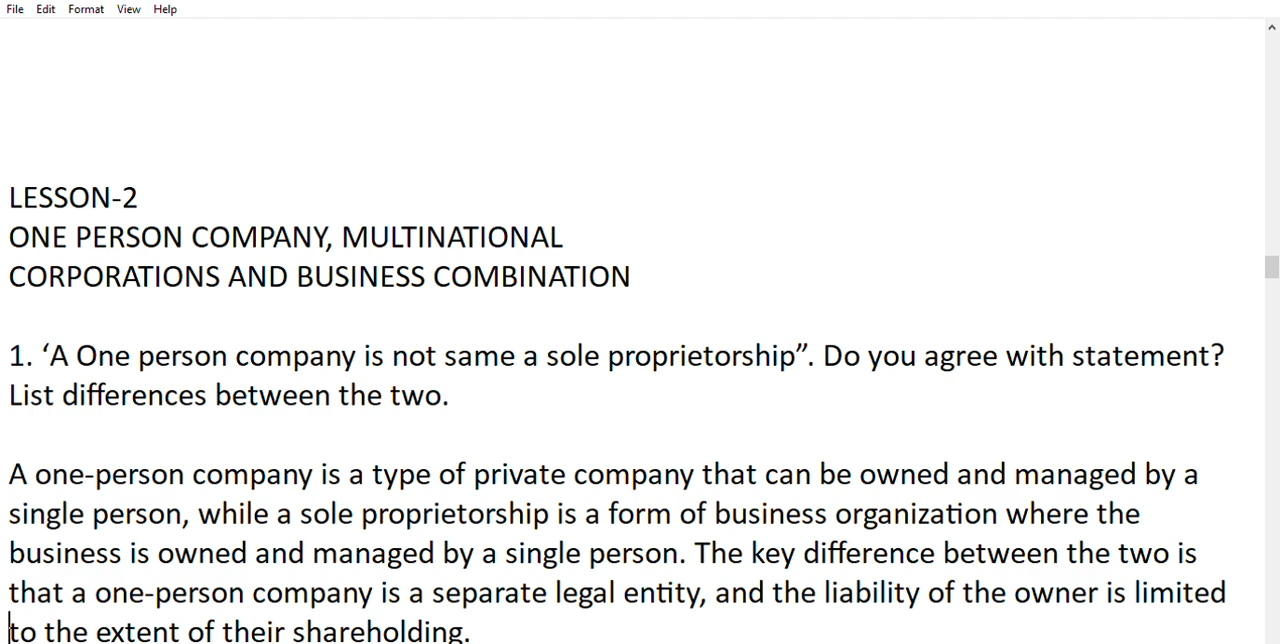 File Edit Format View Help
LESSON-2
ONE PERSON COMPANY, MULTINATIONAL
CORPORATIONS AND BUSINESS COMBINATION
1. ‘A One person company is not same a sole proprietorship”. Do you agree with statement?
List differences between the two.
A one-person company is a type of private company that can be owned and managed by a
single person, while a sole proprietorship is a form of business organization where the
business is owned and managed by a single person. The key difference between the two is
that a one-person company is a separate legal entity, and the liability of the owner is limited
to the extent of their shareholding.